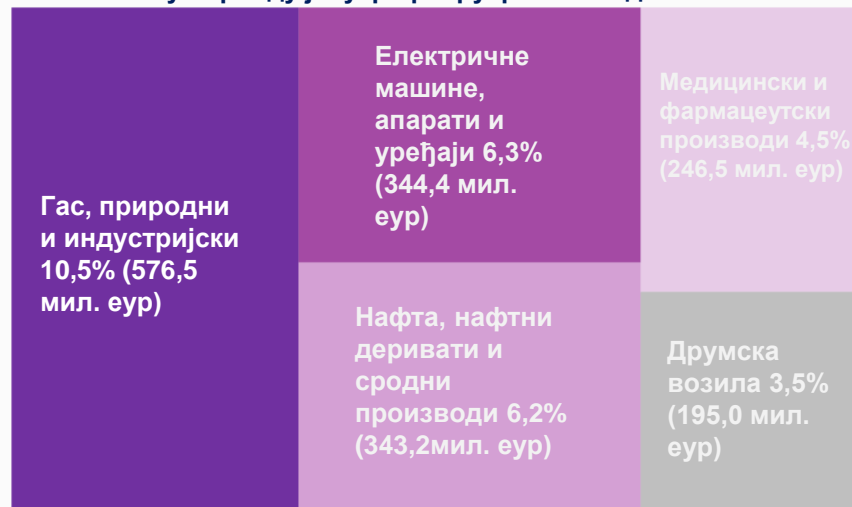 Гас, природни
и индустријски
10,5% (576,5
мил. еур)
Електричне
машине,
апарати и
уређаји 6,3%
(344,4 мил.
еур)
Нафта, нафтни
деривати и
сродни
производи 6,2%
(343,2мил. еур)
Медицински и
фармацеутски
производи 4,5%
(246,5 мил. еур)
Друмска
возила 3,5%
(195,0 мил.
еур)